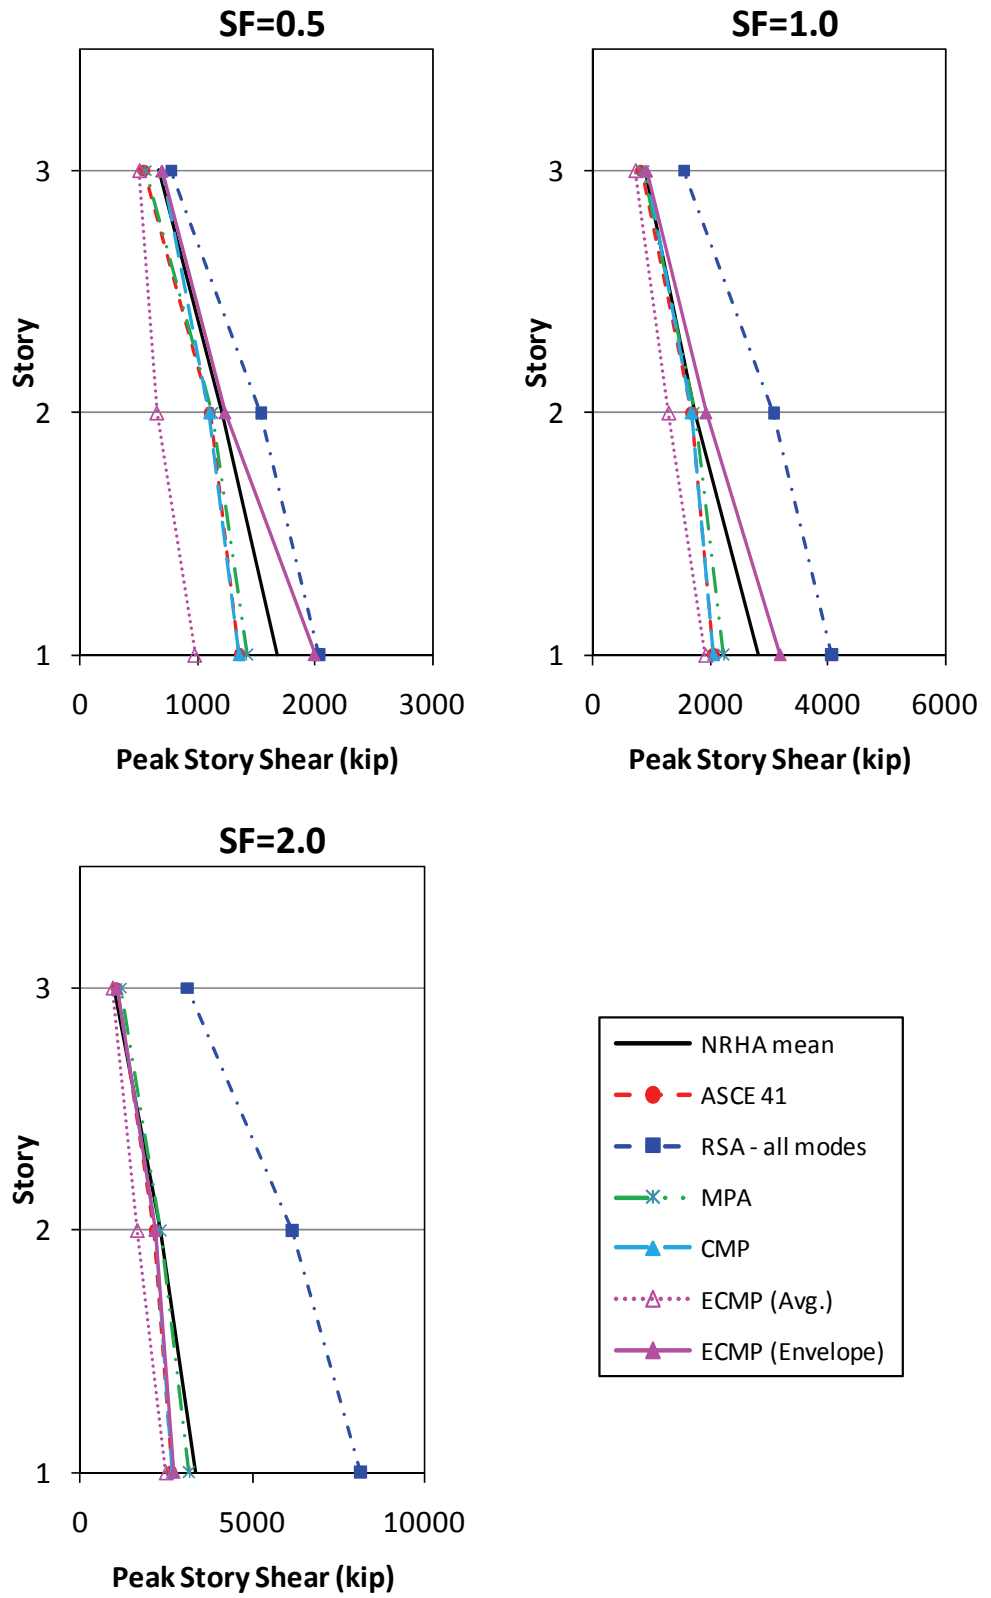 SF=0.5
3
2
1
Story
0 1000 2000 3000
Peak Story Shear (kip)
SF=1.0
3
2
1
Story
0 2000 4000 6000
Peak Story Shear (kip)
SF=2.0
3
2
1
Story
0 5000 10000
Peak Story Shear (kip)
NRHA mean
ASCE 41
RSA - all modes
MPA
CMP
ECMP (Avg.)
ECMP (Envelope)